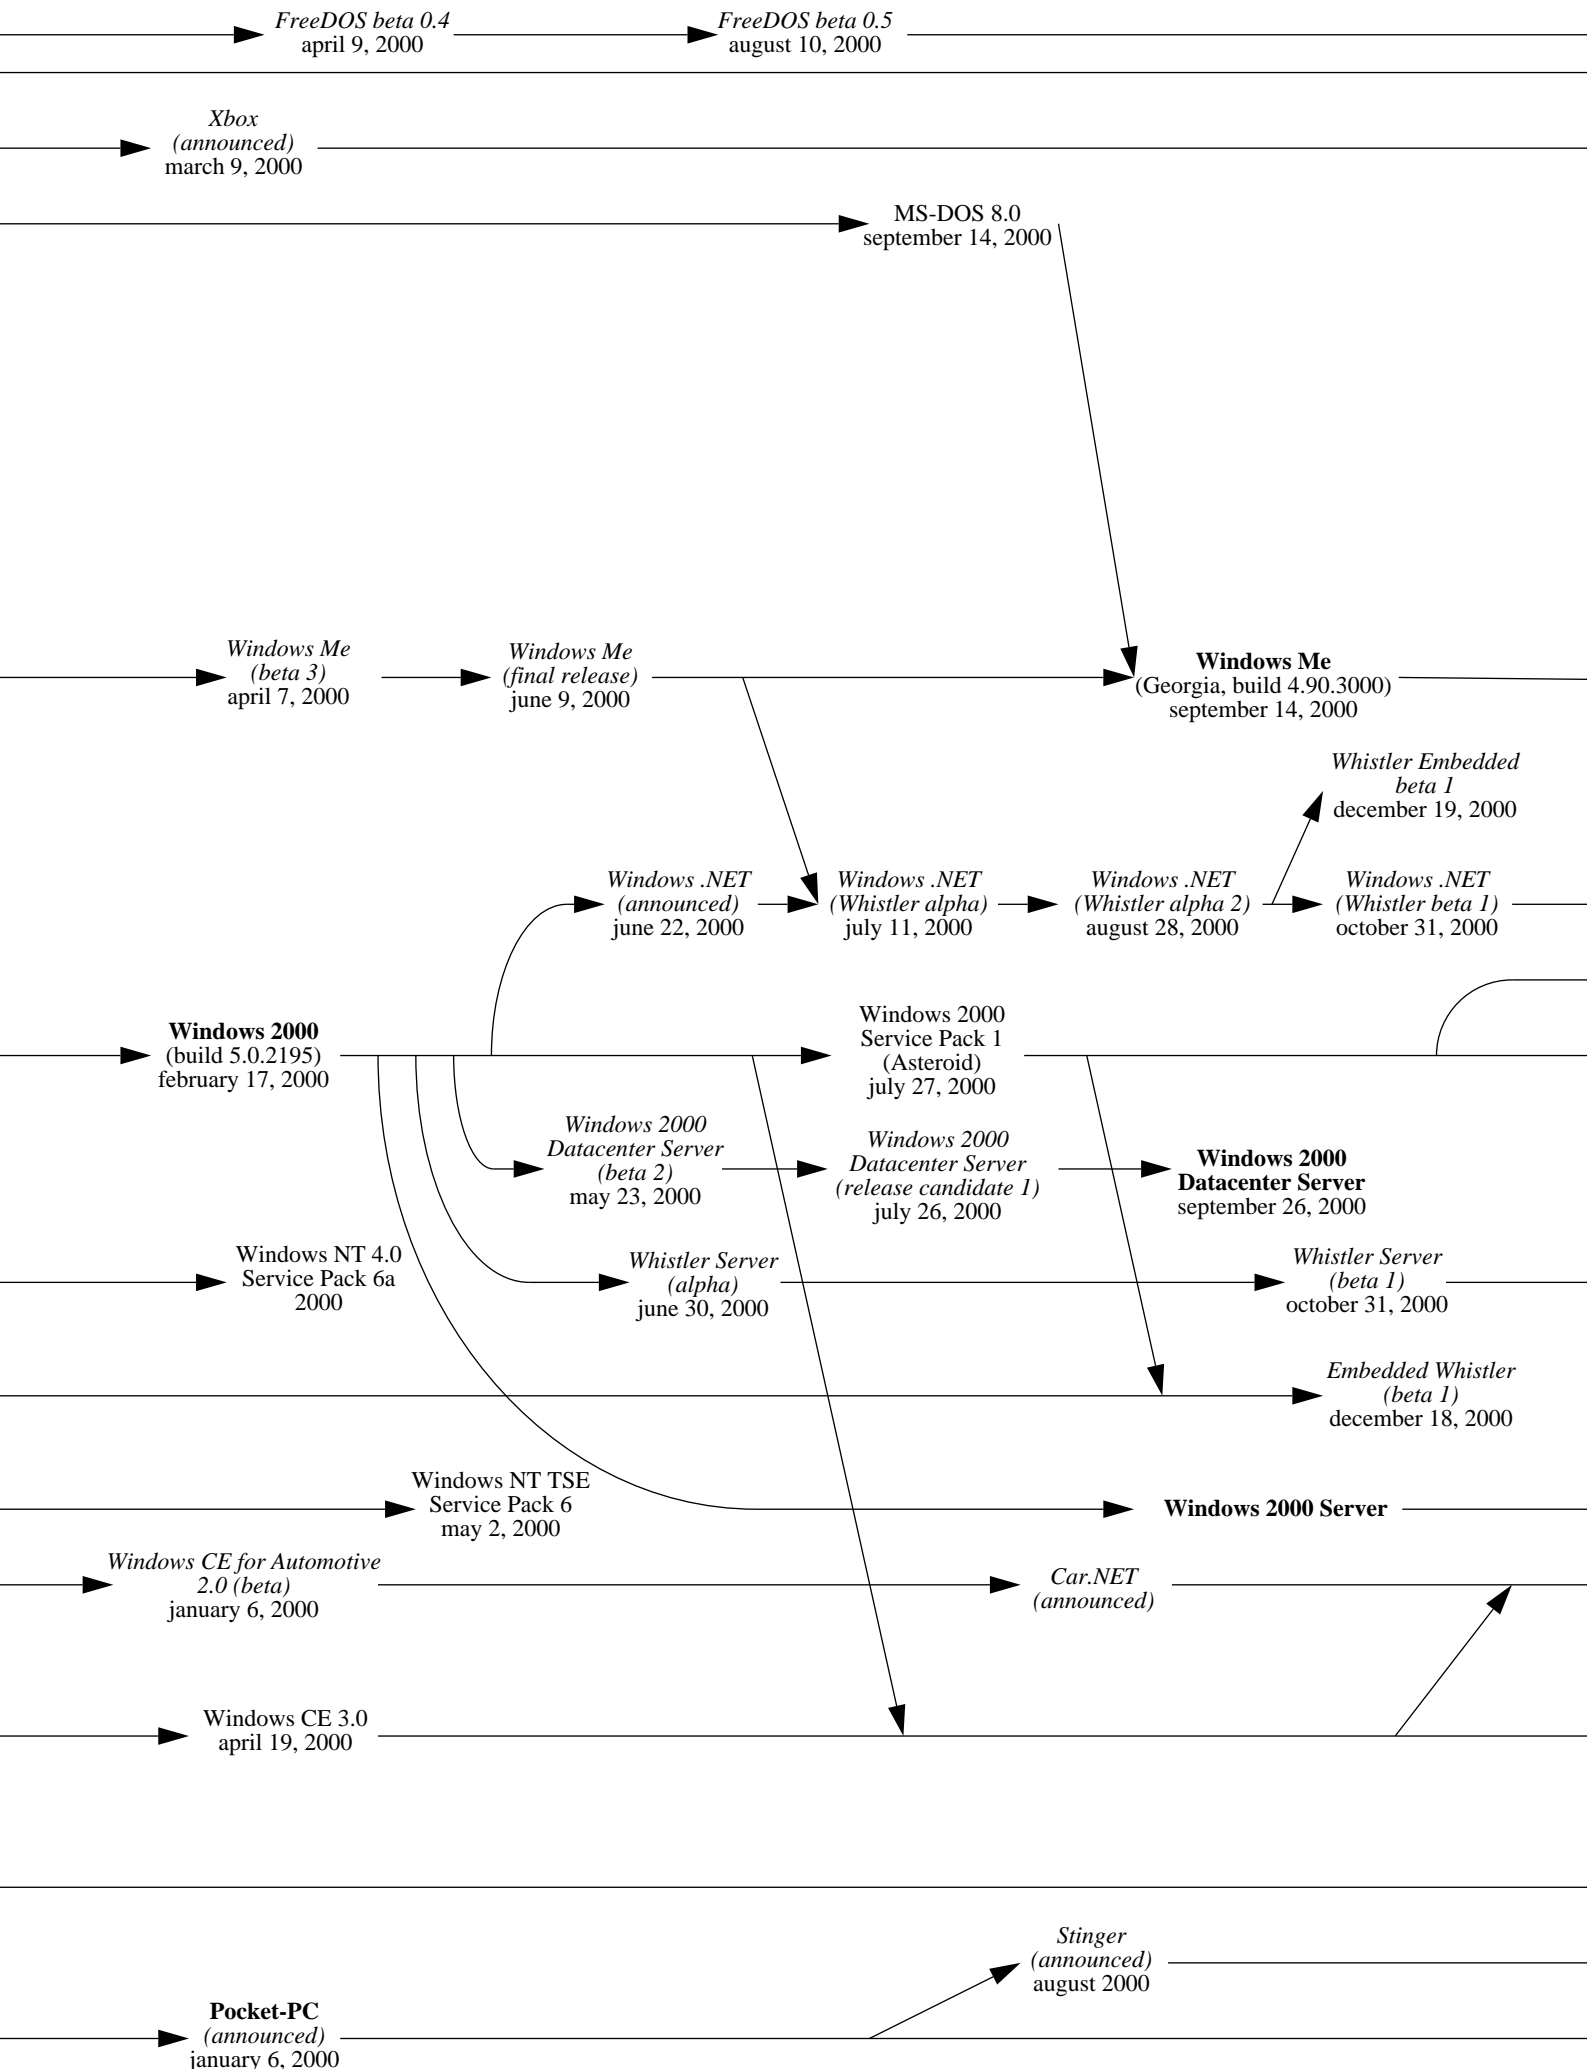 FreeDOS beta 0.4
april 9, 2000
FreeDOS beta 0.5
august 10, 2000
Xbox
(announced)
march 9, 2000
MS-DOS 8.0
september 14, 2000
Windows Me
(beta 3)
april 7, 2000
Windows Me
(final release)
june 9, 2000
Windows Me
(Georgia, build 4.90.3000)
september 14, 2000
Whistler Embedded
beta 1
december 19, 2000
Windows .NET
(announced)
june 22, 2000
Windows .NET
(Whistler alpha)
july 11, 2000
Windows .NET
(Whistler alpha 2)
august 28, 2000
Windows .NET
(Whistler beta 1)
october 31, 2000
Windows 2000
(build 5.0.2195)
february 17, 2000
Windows 2000
Service Pack 1
(Asteroid)
july 27, 2000
Windows 2000
Datacenter Server
(beta 2)
may 23, 2000
Windows 2000
Datacenter Server
(release candidate 1)
july 26, 2000
Windows 2000
Datacenter Server
september 26, 2000
Windows NT 4.0
Service Pack 6a
2000
Whistler Server
(alpha)
june 30, 2000
Whistler Server
(beta 1)
october 31, 2000
Embedded Whistler
(beta 1)
december 18, 2000
Windows NT TSE
Service Pack 6
may 2, 2000
Windows 2000 Server
Windows CE for Automotive
2.0 (beta)
january 6, 2000
Car.NET
(announced)
Windows CE 3.0
april 19, 2000
Stinger
(announced)
august 2000
Pocket-PC
(announced)
january 6, 2000